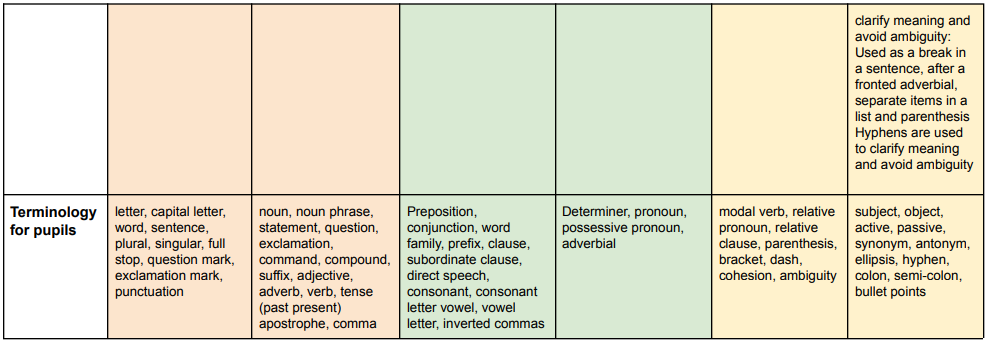 clarify meaning and
avoid ambiguity:
Used as a break in
a sentence, after a
fronted adverbial,
separate items in a
list and parenthesis
Hyphens are used
to clarify meaning
and avoid ambiguity
Terminology
for pupils
letter, capital letter,
word, sentence,
plural, singular, full
stop, question mark,
exclamation mark,
punctuation
noun, noun phrase,
statement, question,
exclamation,
command, compound,
suffix, adjective,
adverb, verb, tense
(past present)
apostrophe, comma
Preposition,
conjunction, word
family, prefix, clause,
subordinate clause,
direct speech,
consonant, consonant
letter vowel, vowel
letter, inverted commas
Determiner, pronoun,
possessive pronoun,
adverbial
modal verb, relative
pronoun, relative
clause, parenthesis,
bracket, dash,
cohesion, ambiguity
subject, object,
active, passive,
synonym, antonym,
ellipsis, hyphen,
colon, semi-colon,
bullet points